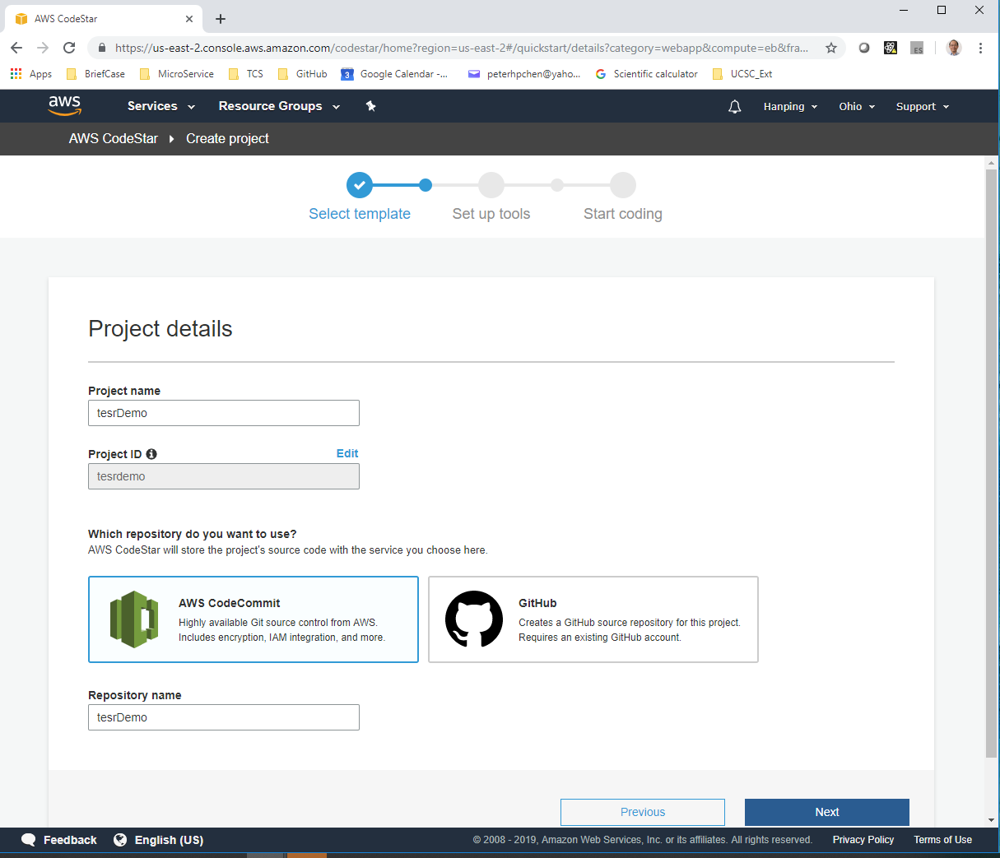 AWS CodeStar
https://us-east-2.console.aws.amazon.com/codestar/home?region=us-east-2#/quickstart/details?category=webapp&compute=eb&fra...
ES
Apps BriefCase MicroService TCS GitHub 3 Google Calendar -... peterhpchen@yaho... Scientific calculator UCSC_Ext
aws Services Resource Groups Hanping Ohio Support
AWS CodeStar Create project
Select template Set up tools Start coding
Project details
Project name
tesrDemo
Project ID Edit
tesrdemo
Which repository do you want to use?
AWS CodeStar will store the project's source code with the service you choose here.
AWS CodeCommit
Highly available Git source control from AWS.
Includes encryption, IAM integration, and more.
GitHub
Creates a GitHub source repository for this project.
Requires an existing GitHub account.
Repository name
tesrDemo
Previous Next
Feedback English (US) © 2008 - 2019, Amazon Web Services, Inc. or its affiliates. All rights reserved. Privacy Policy Terms of Use